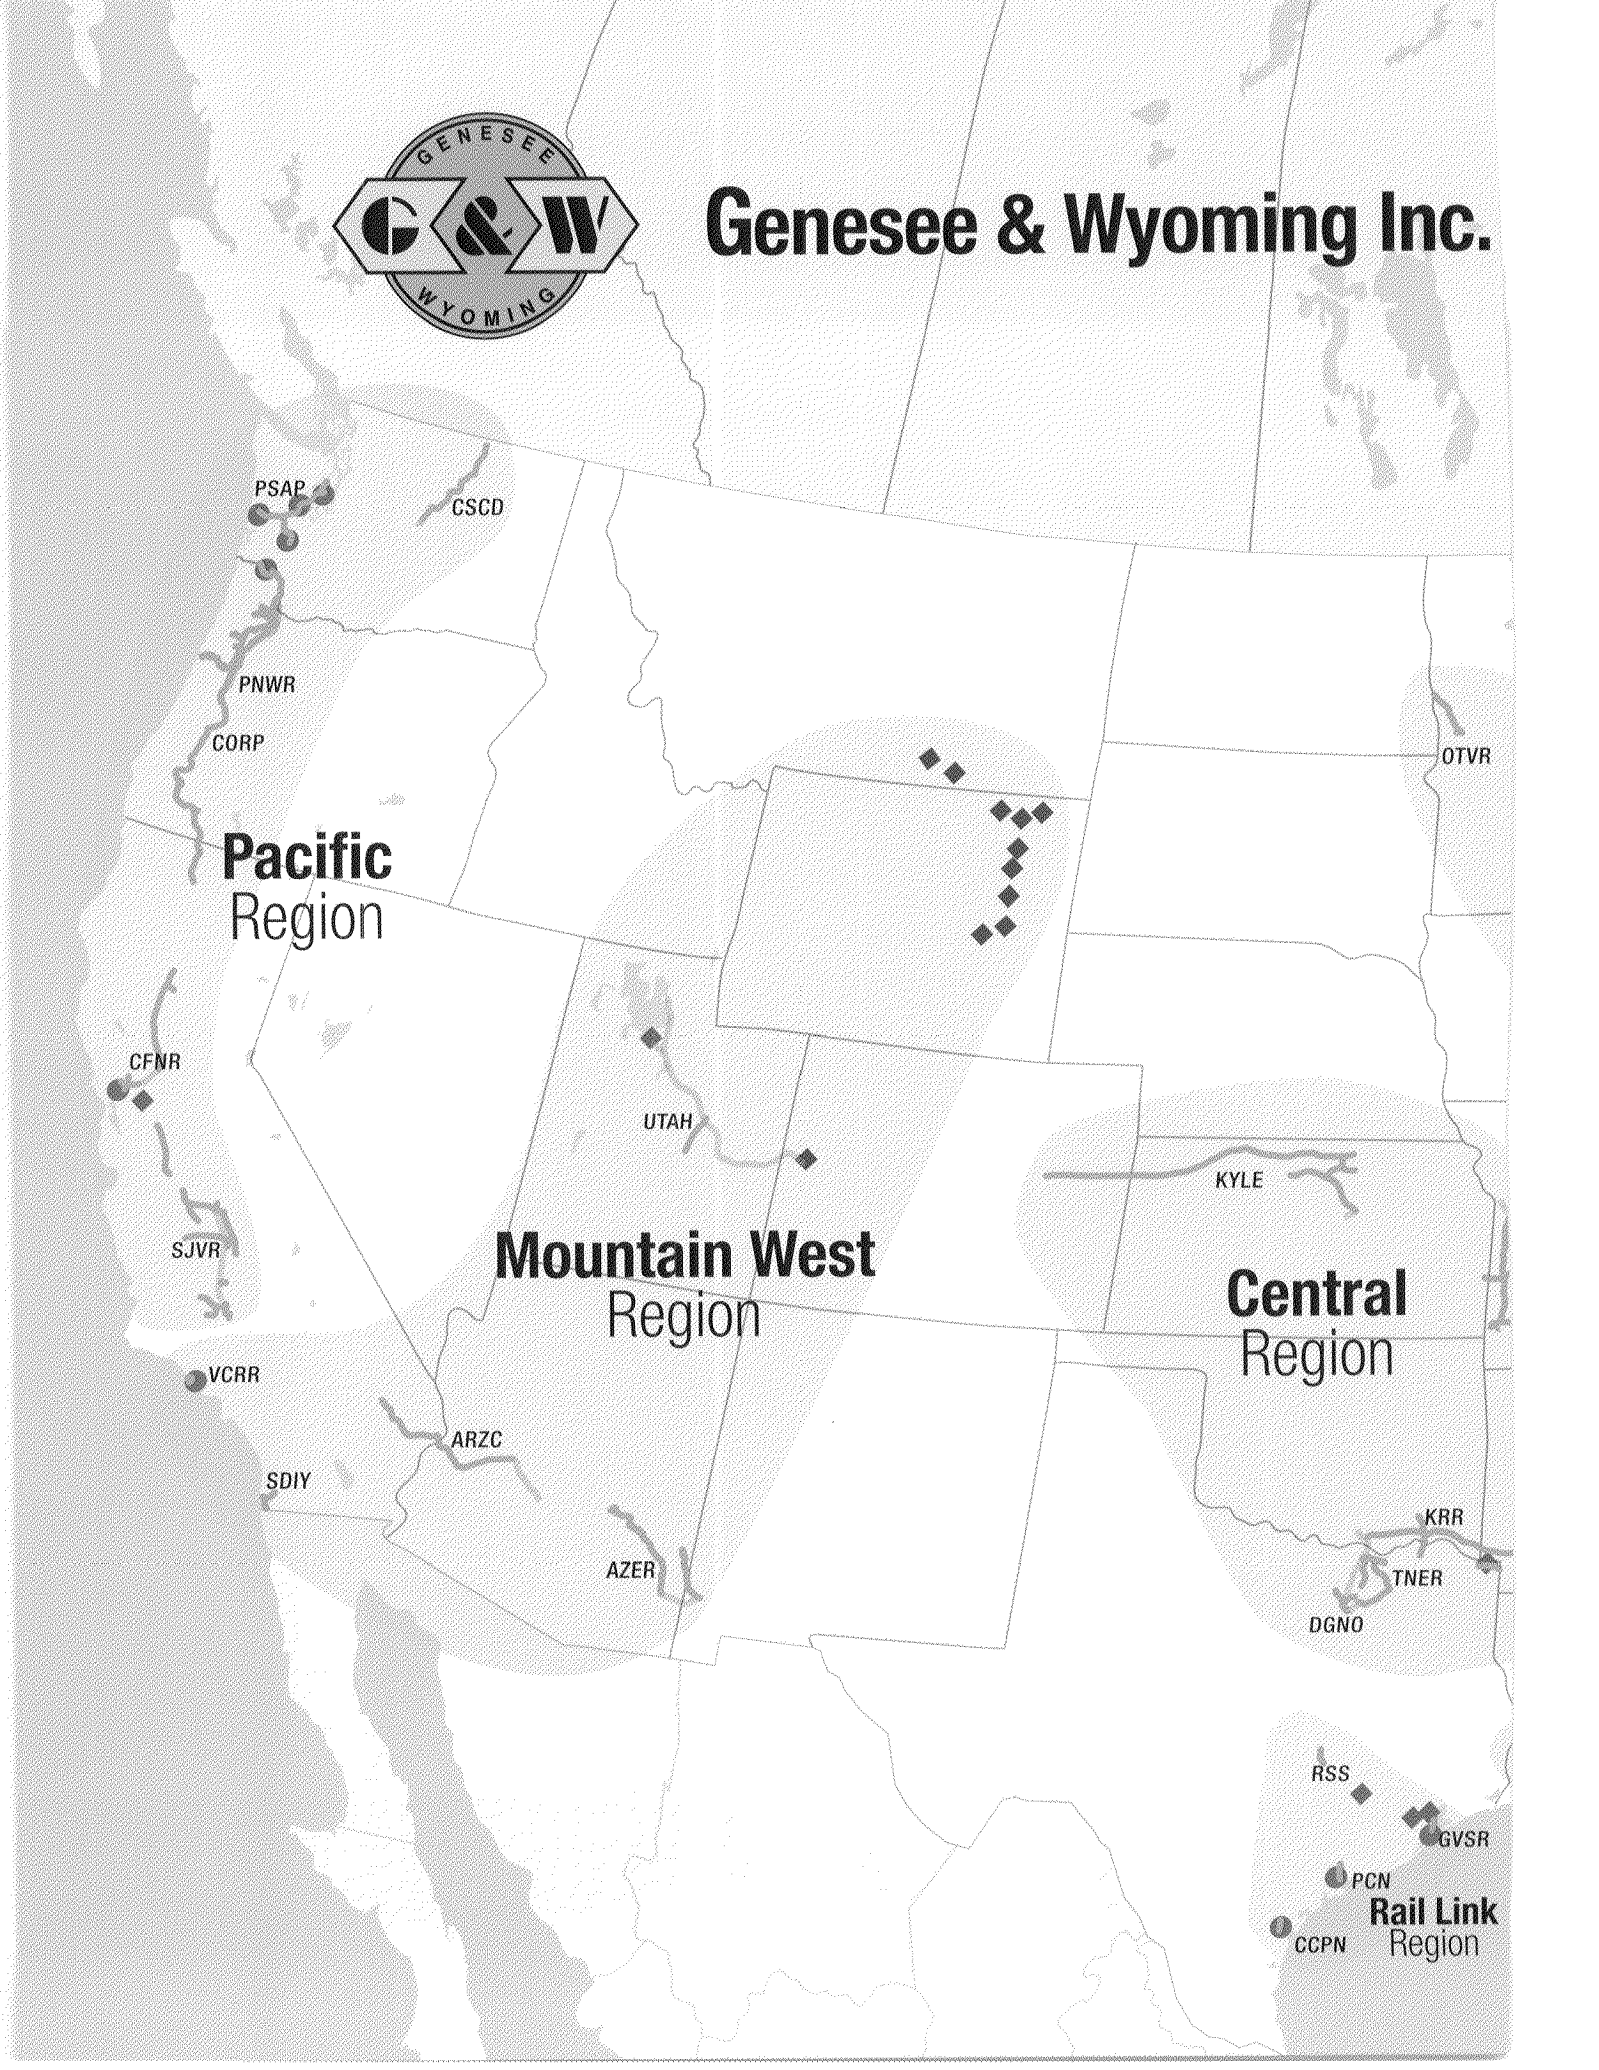 GENESEE
G & W
WYOMING
Genesee & Wyoming Inc.
PSAP
CSCD
PNWR
CORP
OTVR
Pacific
Region
CFNR
UTAH
KYLE
SJVR
Mountain West
Region
Central
Region
VCRR
ARZC
SDIY
KRR
AZER
TNER
DGNO
RSS
GVSR
PCN
Rail Link
Region
CCPN